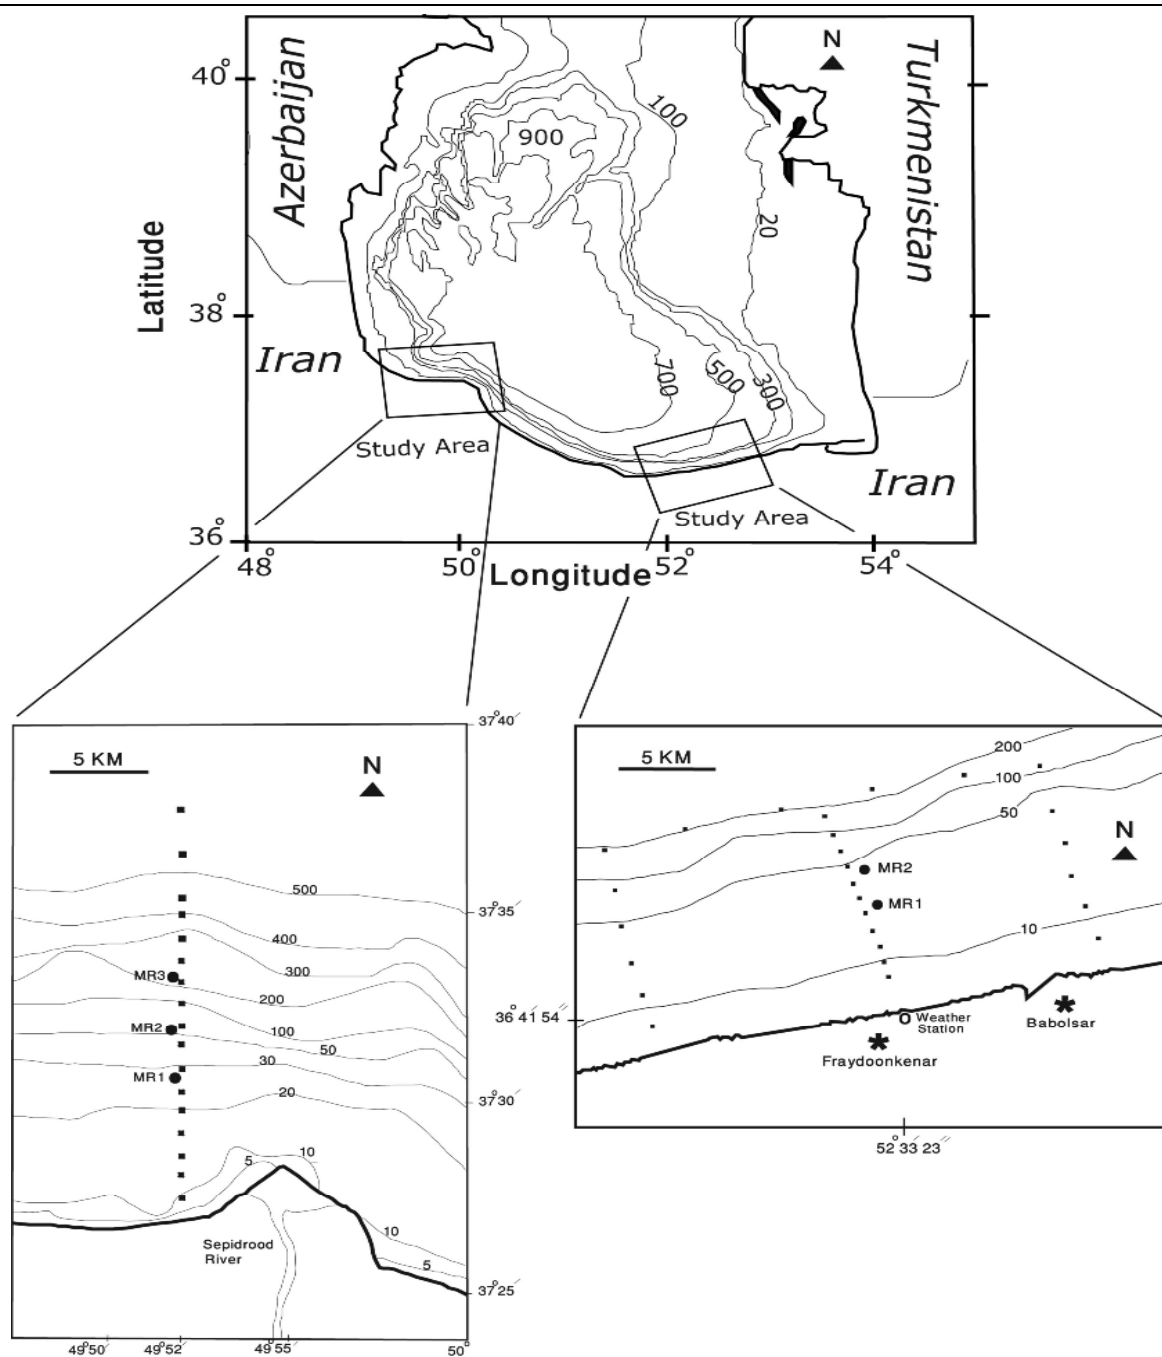 N
40°
100
Azerbaijan
900
Turkmenistan
20
Latitude
38°
Iran
700
500
300
Study Area
Iran
Study Area
36°
48°
50°
52°
54°
Longitude
37°40′
5 KM
N
500
37°35′
400
300
MR3
200
MR2
100
50
30
MR1
20
37°30′
10
5
Sepidrood
River
10
5
37°25′
49°50′
49°52′
49°55′
50°
5 KM
200
100
50
N
MR2
MR1
10
36°41′54″
Weather
Station
Babolsar
Fraydoonkenar
52°33′23″